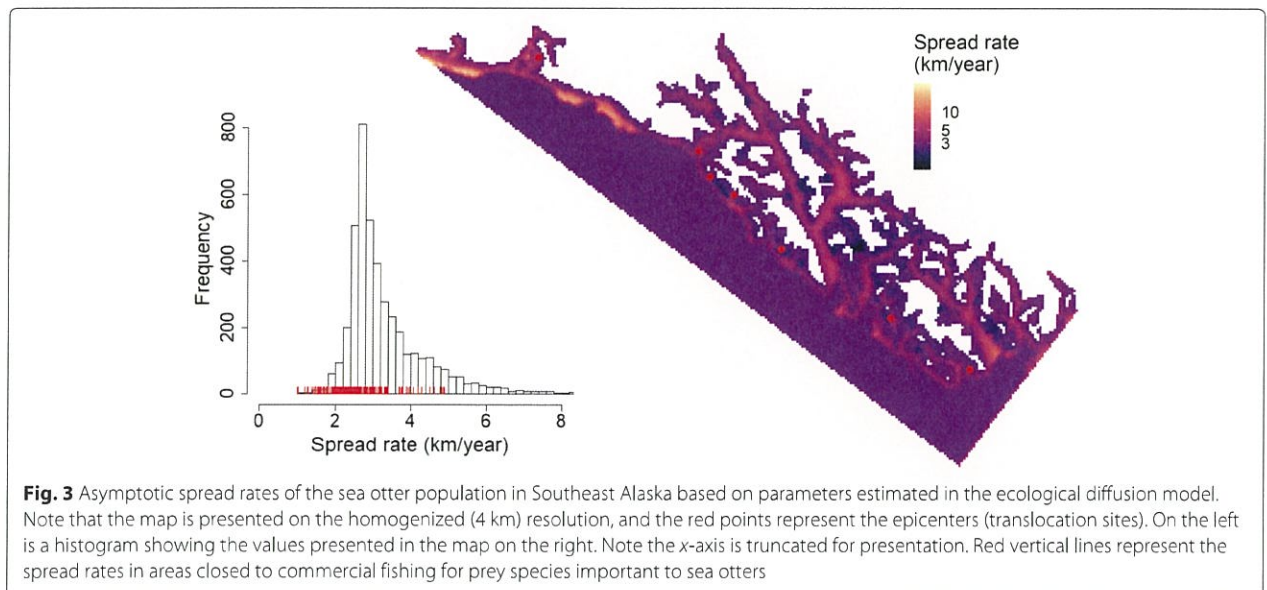 Spread rate
(km/year)
10
5
3
800
600
400
200
0
Frequency
0 2 4 6 8
Spread rate (km/year)
Fig. 3 Asymptotic spread rates of the sea otter population in Southeast Alaska based on parameters estimated in the ecological diffusion model.
Note that the map is presented on the homogenized (4 km) resolution, and the red points represent the epicenters (translocation sites). On the left
is a histogram showing the values presented in the map on the right. Note the x-axis is truncated for presentation. Red vertical lines represent the
spread rates in areas closed to commercial fishing for prey species important to sea otters